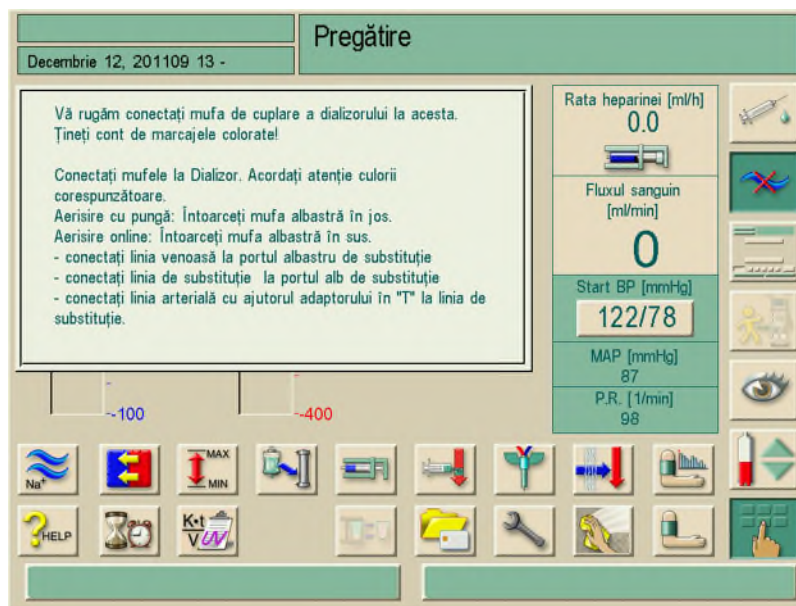 Pregătire
Decembrie 12, 201109 13 -
Vă rugăm conectați mufa de cuplare a dializorului la acesta.
Țineți cont de marcajele colorate!
Conectați mufele la Dializor. Acordați atenție culorii
corespunzătoare.
Aerisire cu pungă: Întoarceți mufa albastră în jos.
Aerisire online: Întoarceți mufa albastră în sus.
- conectați linia venoasă la portul albastru de substituție
- conectați linia de substituție la portul alb de substituție
- conectați linia arterială cu ajutorul adaptorului în "T" la linia de
substituție.
Rata heparinei [ml/h]
0.0
Fluxul sanguin
[ml/min]
0
Start BP [mmHg]
122/78
MAP [mmHg]
87
P.R. [1/min]
98
-100
-400
Na+
MAX
MIN
HELP
K•t
V